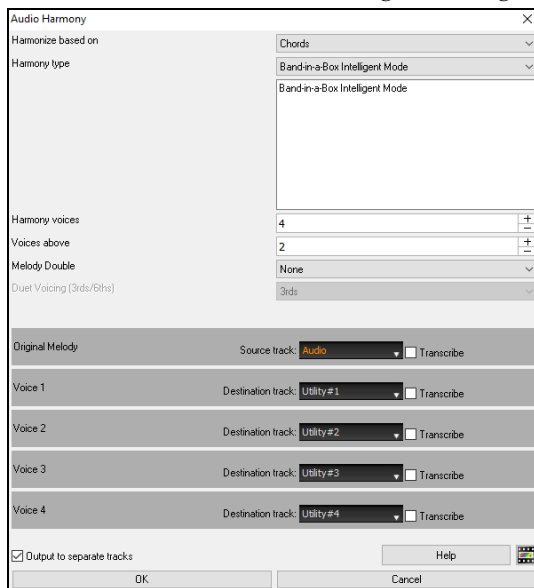 Audio Harmony
Harmonize based on Chords
Harmony type Band-in-a-Box Intelligent Mode
Band-in-a-Box Intelligent Mode
Harmony voices 4
Voices above 2
Melody Double None
Duet Voicing (3rds/6ths) 3rds
Original Melody Source track: Audio Transcribe
Voice 1 Destination track: Utility#1 Transcribe
Voice 2 Destination track: Utility#2 Transcribe
Voice 3 Destination track: Utility#3 Transcribe
Voice 4 Destination track: Utility#4 Transcribe
Output to separate tracks Help
OK Cancel